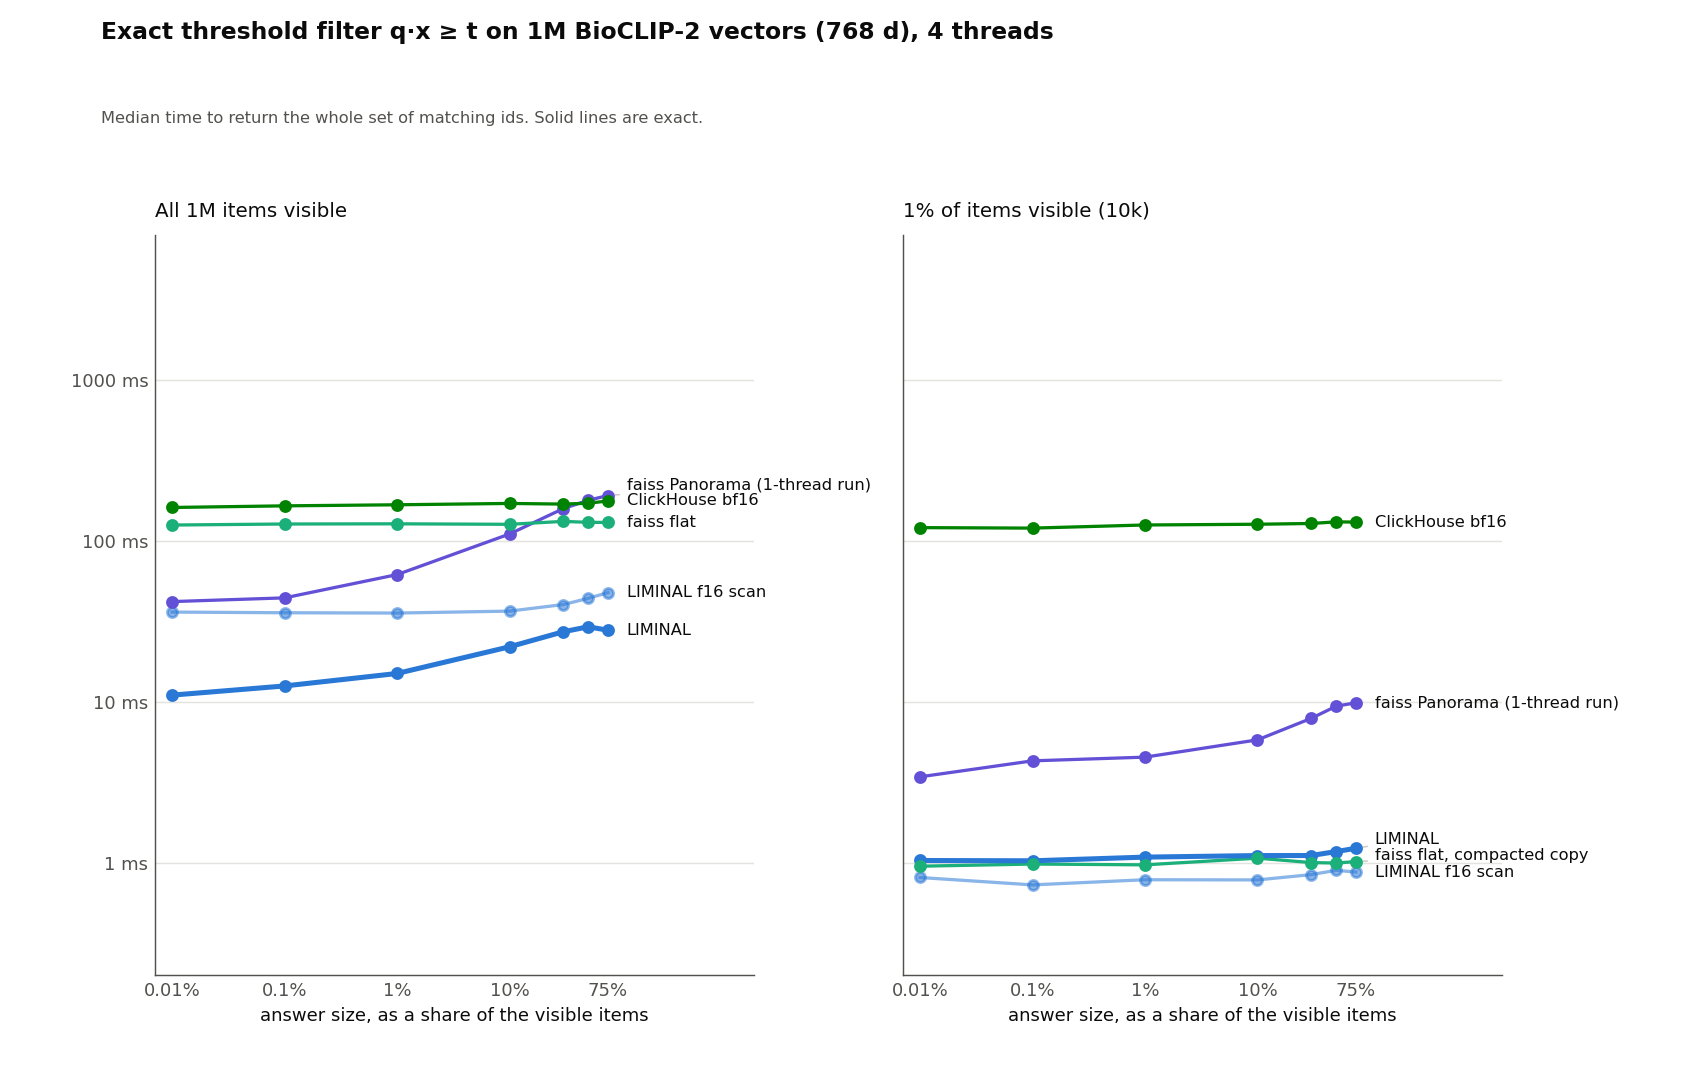 Exact threshold filter q·x ≥ t on 1M BioCLIP-2 vectors (768 d), 4 threads
Median time to return the whole set of matching ids. Solid lines are exact.
All 1M items visible
1000 ms
100 ms
10 ms
1 ms
faiss Panorama (1-thread run)
ClickHouse bf16
faiss flat
LIMINAL f16 scan
LIMINAL
0.01% 0.1% 1% 10% 75%
answer size, as a share of the visible items
1% of items visible (10k)
ClickHouse bf16
faiss Panorama (1-thread run)
LIMINAL
faiss flat, compacted copy
LIMINAL f16 scan
0.01% 0.1% 1% 10% 75%
answer size, as a share of the visible items